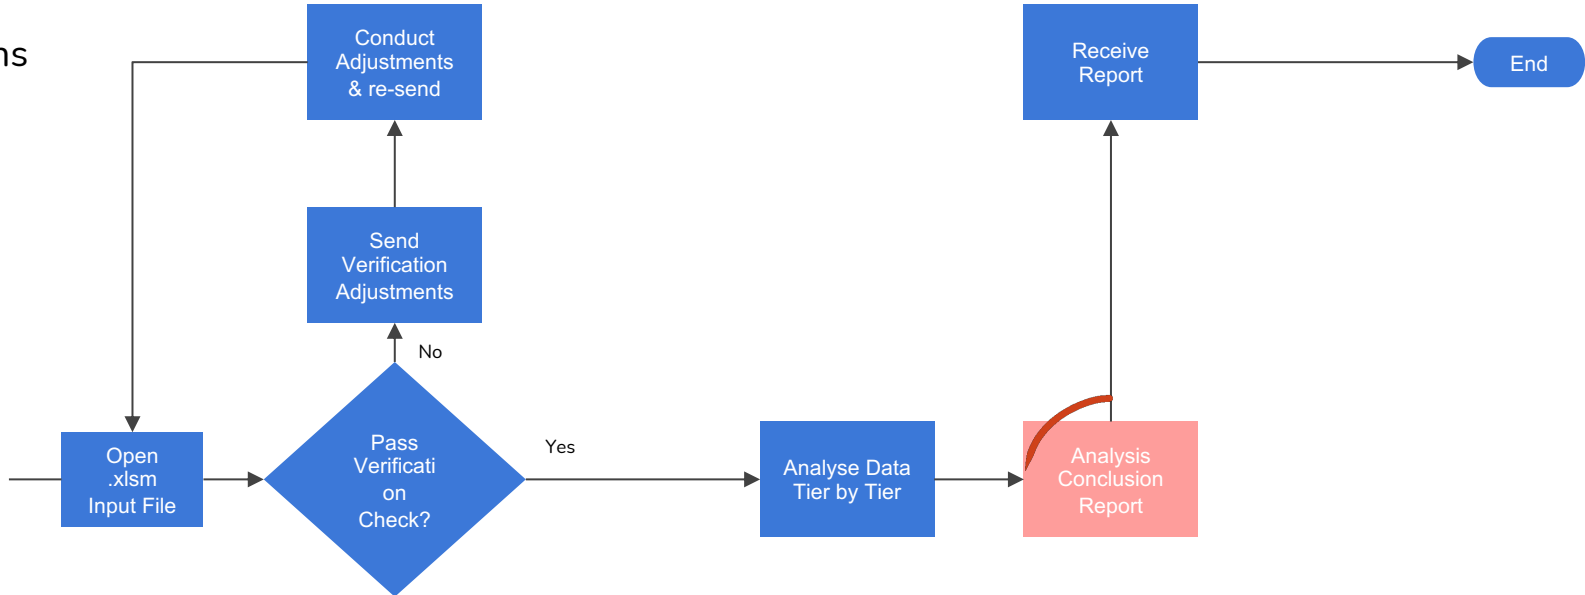 ns
Conduct
Adjustments
& re-send
Receive
Report
End
Send
Verification
Adjustments
No
Open
.xlsm
Input File
Pass
Verificati
on
Check?
Yes
Analyse Data
Tier by Tier
Analysis
Conclusion
Report